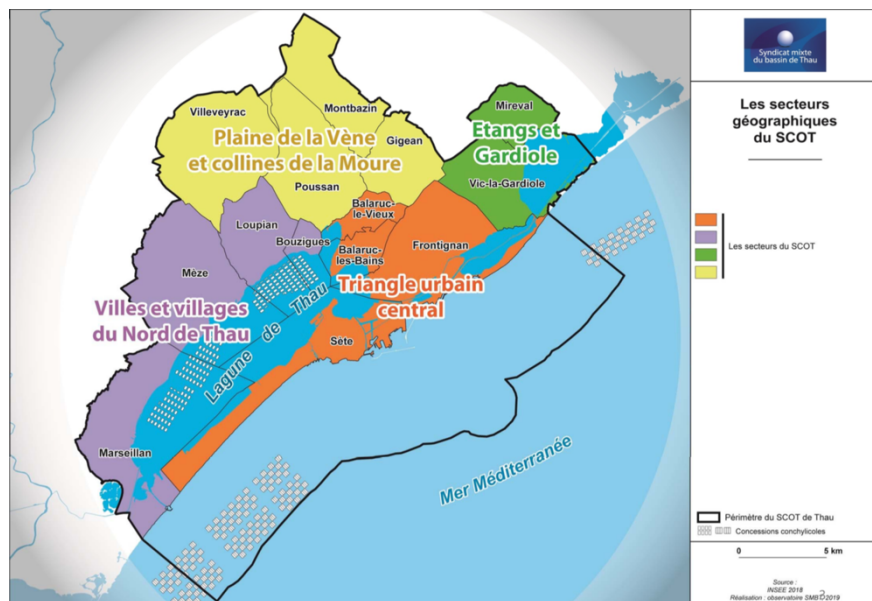 Villeveyrac
Montbazin
Gigean
Plaine de la Vène
et collines de la Moure
Poussan
Mireval
Etangs et
Gardiole
Vic-la-Gardiole
Balaruc-
le-Vieux
Loupian
Bouzigues
Balaruc-
les-Bains
Frontignan
Mèze
Triangle urbain
central
Villes et villages
du Nord de Thau
Lagune de Thau
Sète
Marseillan
Mer Méditerranée
Syndicat mixte
du bassin de Thau
Les secteurs
géographiques
du SCOT
Les secteurs du SCOT
Périmètre du SCOT de Thau
Concessions conchylicoles
0 5 km
Source :
INSEE 2018
Réalisation : observatoire SMBT 2019
3